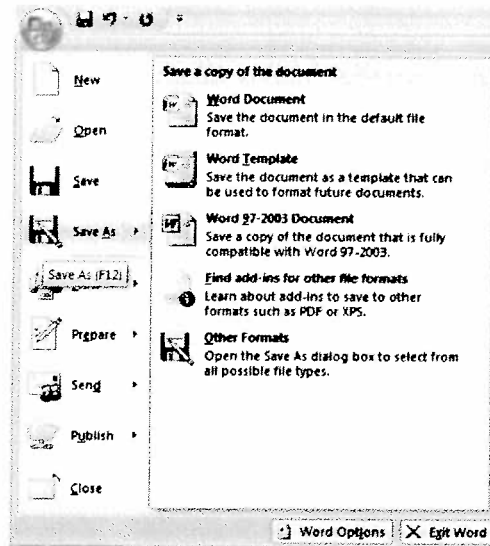 New
Open
Save
Save As
Save As (F12)
Prepare
Send
Publish
Close
Save a copy of the document
Word Document
Save the document in the default file
format.
Word Template
Save the document as a template that can
be used to format future documents.
Word 97-2003 Document
Save a copy of the document that is fully
compatible with Word 97-2003.
Find add-ins for other file formats
Learn about add-ins to save to other
formats such as PDF or XPS.
Other Formats
Open the Save As dialog box to select from
all possible file types.
Word Options
Exit Word